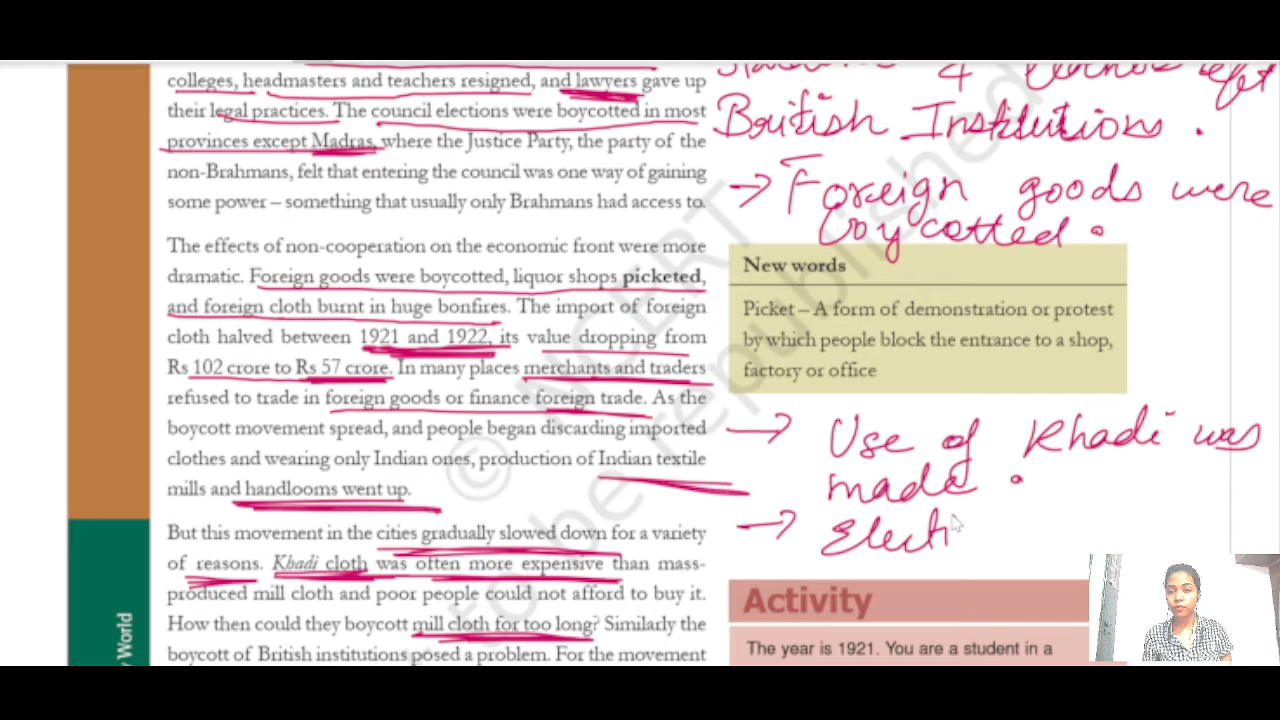 colleges, headmasters and teachers resigned, and lawyers gave up
their legal practices. The council elections were boycotted in most
provinces except Madras, where the Justice Party, the party of the
non-Brahmans, felt that entering the council was one way of gaining
some power – something that usually only Brahmans had access to.
The effects of non-cooperation on the economic front were more
dramatic. Foreign goods were boycotted, liquor shops picketed,
and foreign cloth burnt in huge bonfires. The import of foreign
cloth halved between 1921 and 1922, its value dropping from
Rs 102 crore to Rs 57 crore. In many places merchants and traders
refused to trade in foreign goods or finance foreign trade. As the
boycott movement spread, and people began discarding imported
clothes and wearing only Indian ones, production of Indian textile
mills and handlooms went up.
But this movement in the cities gradually slowed down for a variety
of reasons. Khadi cloth was often more expensive than mass-
produced mill cloth and poor people could not afford to buy it.
How then could they boycott mill cloth for too long? Similarly the
boycott of British institutions posed a problem. For the movement
y World
left
British Institutions.
→ Foreign goods were
boycotted.
New words
Picket – A form of demonstration or protest
by which people block the entrance to a shop,
factory or office
→ Use of Khadi was
made.
→ Electi
Activity
The year is 1921. You are a student in a
© NCERT
not to be republished